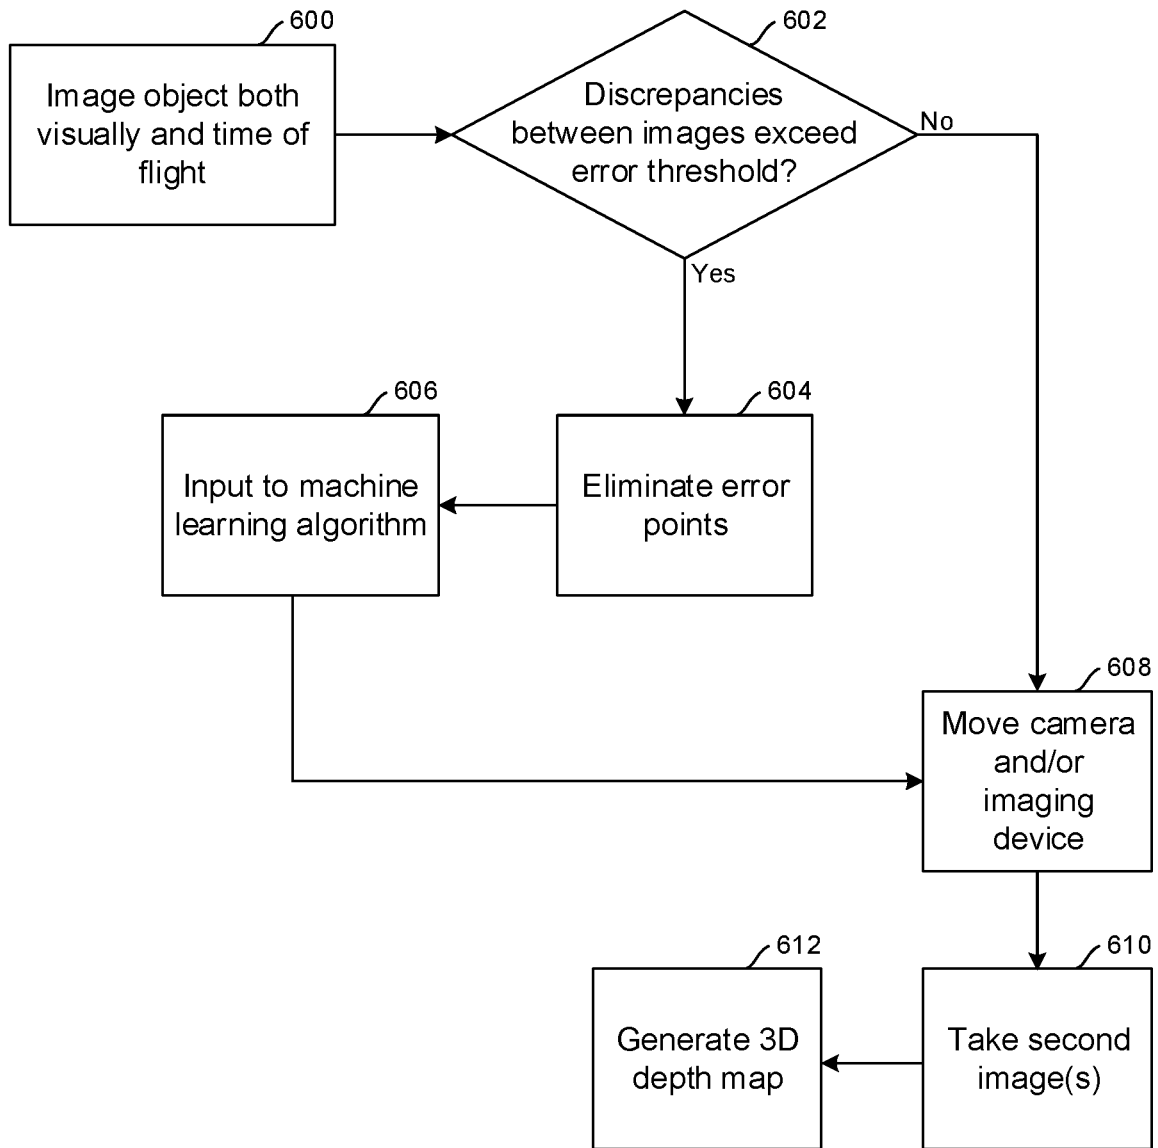 600
Image object both
visually and time of
flight
602
Discrepancies
between images exceed
error threshold?
No
Yes
604
Eliminate error
points
606
Input to machine
learning algorithm
608
Move camera
and/or
imaging
device
610
Take second
image(s)
612
Generate 3D
depth map